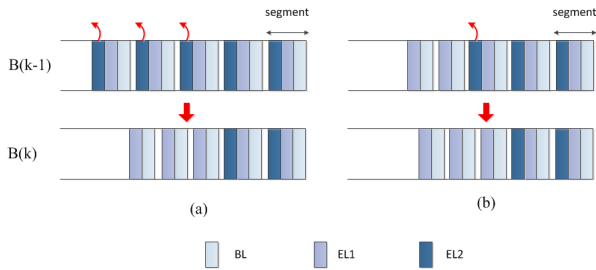 segment
segment
B(k-1)
B(k)
(a)
(b)
BL
EL1
EL2